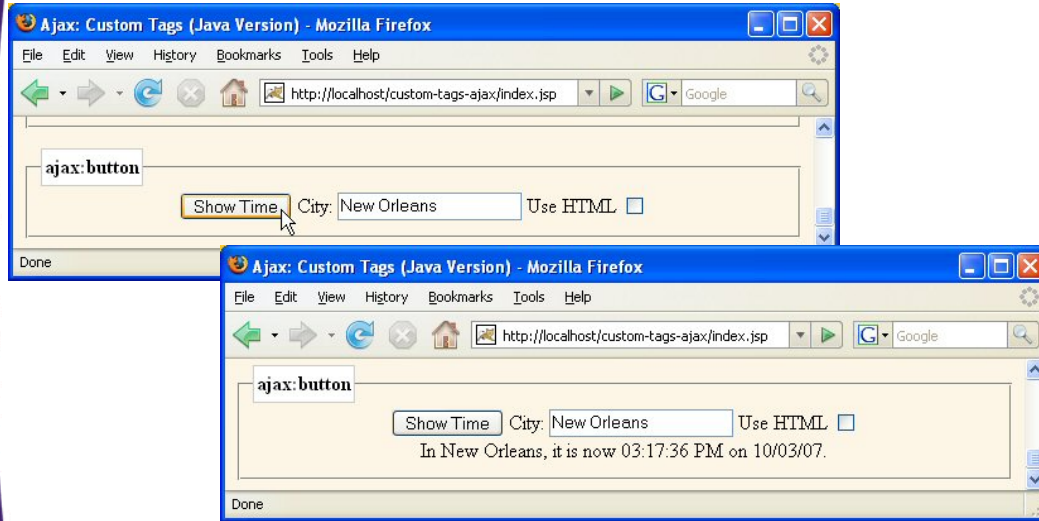 Ajax: Custom Tags (Java Version) - Mozilla Firefox
File Edit View History Bookmarks Tools Help
http://localhost/custom-tags-ajax/index.jsp G Google
ajax:button
Show Time City: New Orleans Use HTML
Done
Ajax: Custom Tags (Java Version) - Mozilla Firefox
File Edit View History Bookmarks Tools Help
http://localhost/custom-tags-ajax/index.jsp G Google
ajax:button
Show Time City: New Orleans Use HTML
In New Orleans, it is now 03:17:36 PM on 10/03/07.
Done